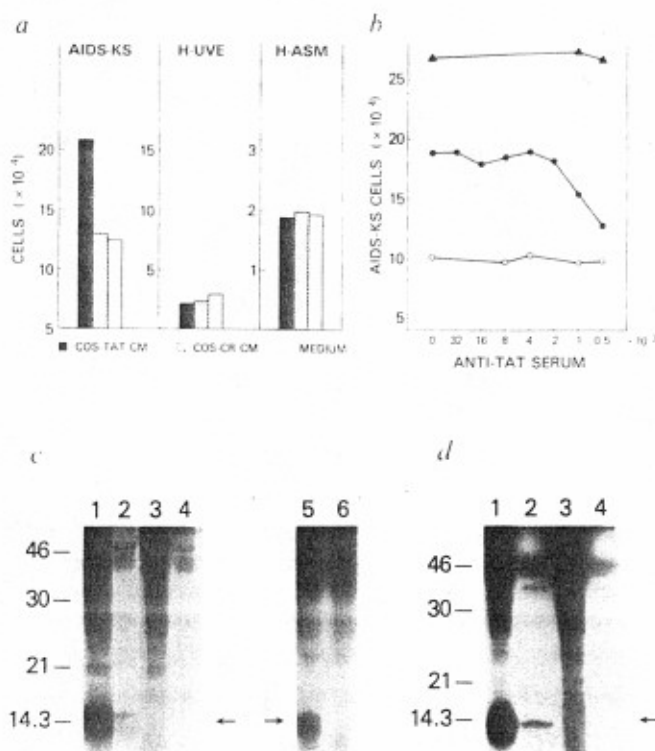 a
AIDS-KS H-UVE H-ASM
CELLS ( × 10⁻⁴ )
20
15
10
5
15
10
5
3
2
1
■ COS-TAT CM □ COS-CR CM MEDIUM
b
AIDS-KS CELLS ( × 10⁻⁴ )
25
20
15
10
5
0 32 16 8 4 2 1 0.5
ANTI-TAT SERUM
c
1 2 3 4 5 6
46 –
30 –
21 –
14.3 –
← →
d
1 2 3 4
46 –
30 –
21 –
14.3 –
←